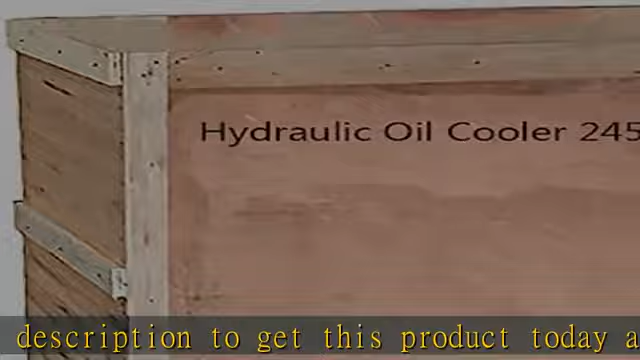 Hydraulic Oil Cooler 245
description to get this product today a